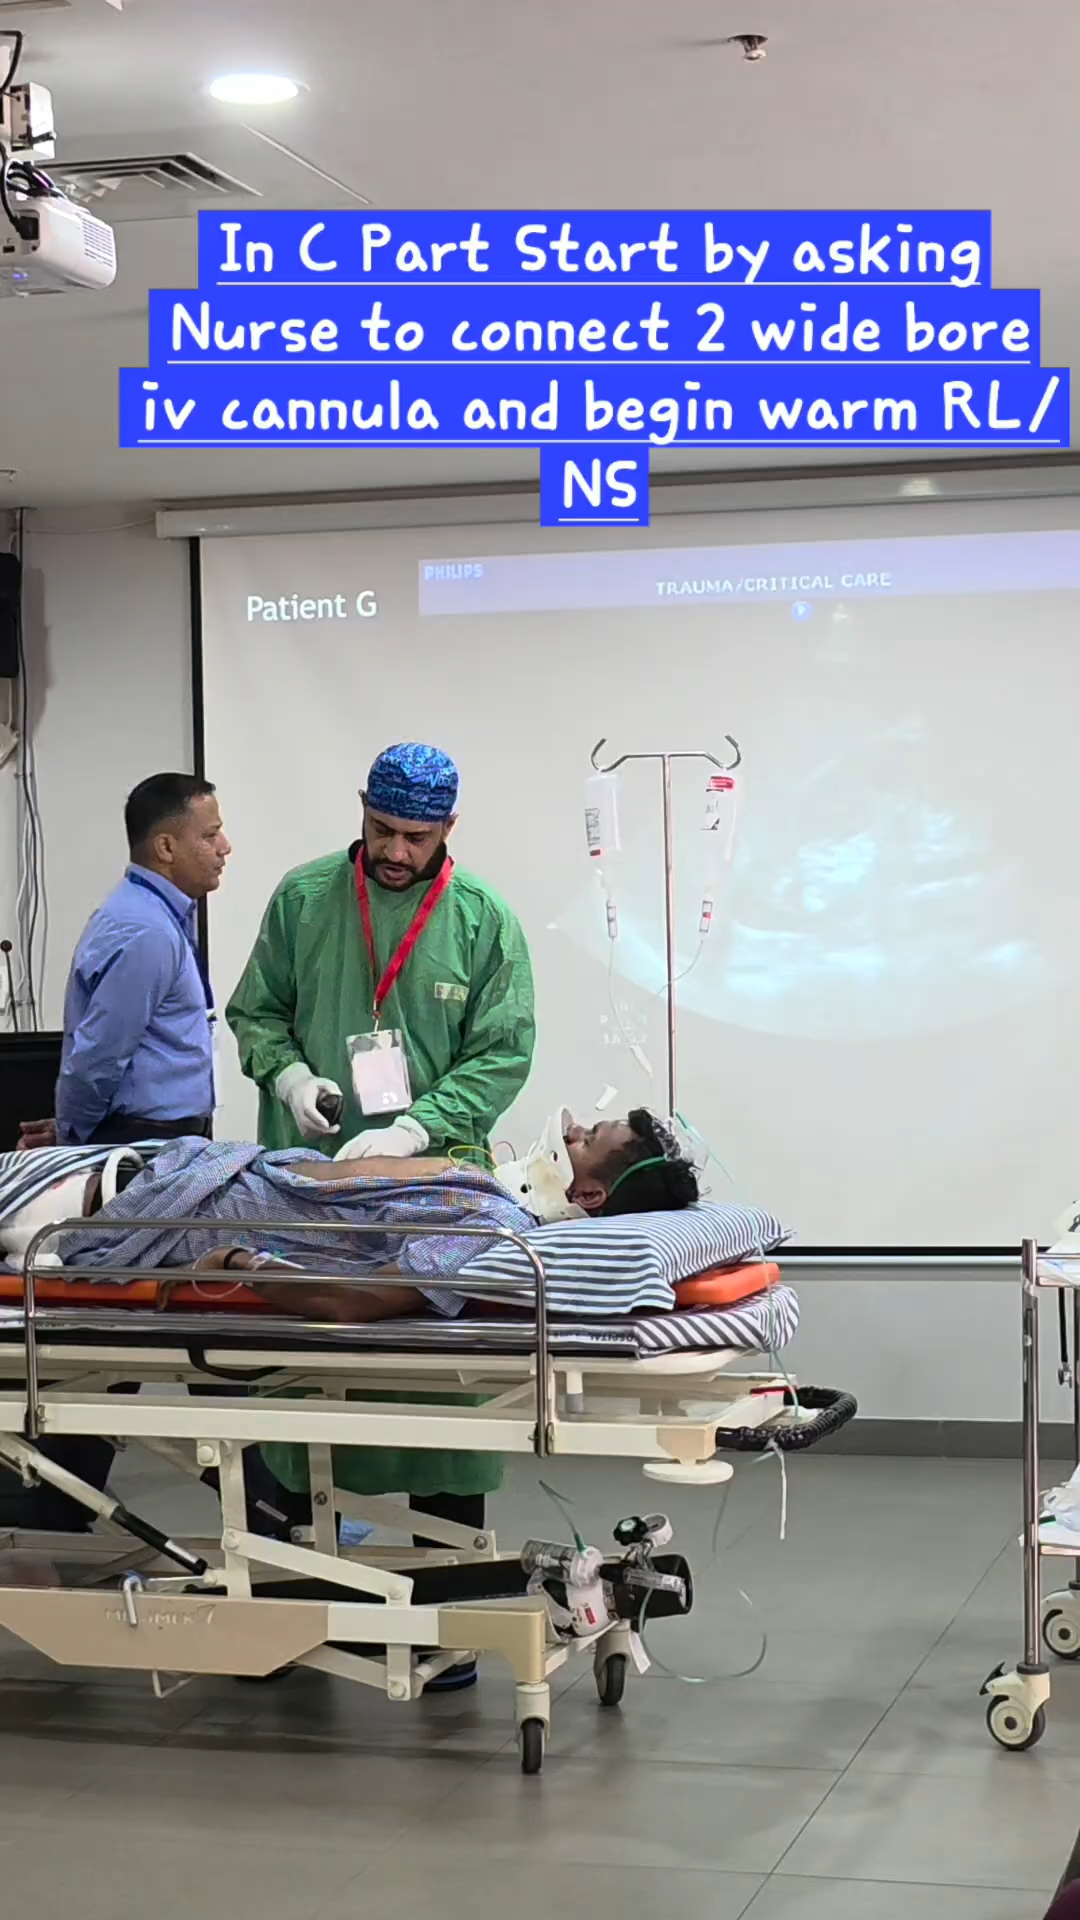 In C Part Start by asking
Nurse to connect 2 wide bore
iv cannula and begin warm RL/
NS
PHILIPS
TRAUMA/CRITICAL CARE
P
Patient G